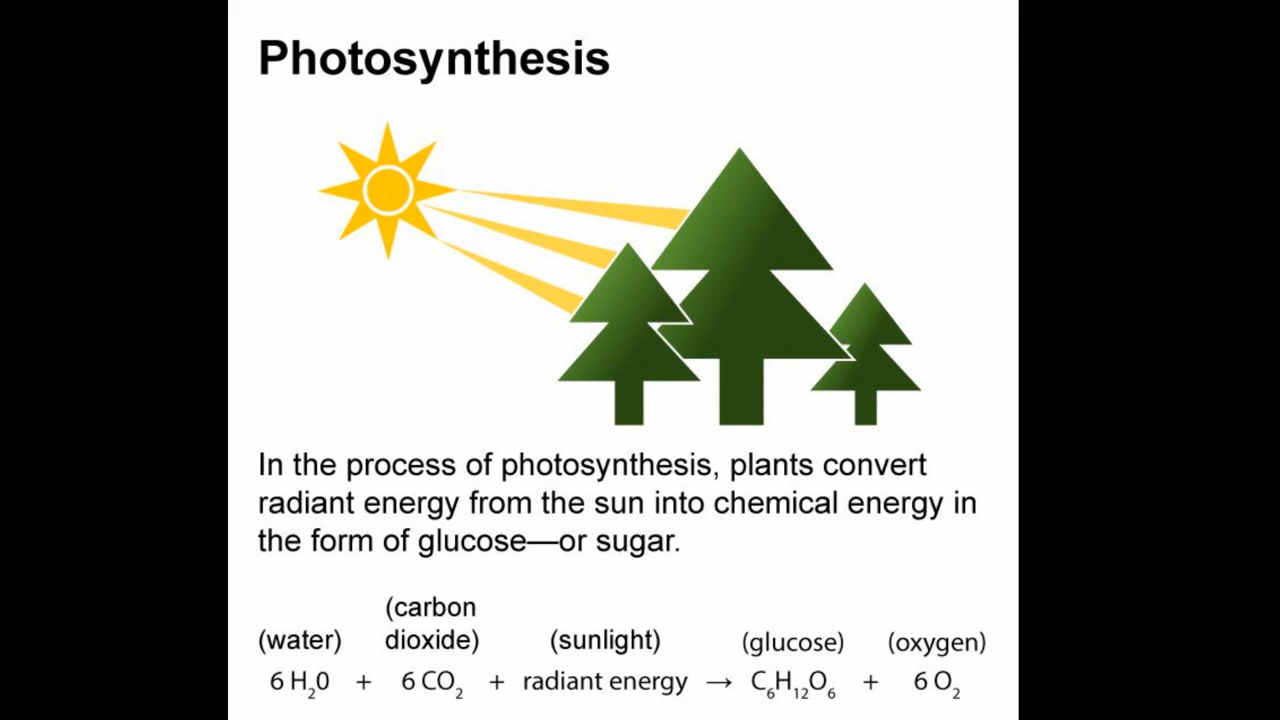 Photosynthesis
In the process of photosynthesis, plants convert
radiant energy from the sun into chemical energy in
the form of glucose—or sugar.
(water) (carbon dioxide) (sunlight) (glucose) (oxygen)
6 H₂0 + 6 CO₂ + radiant energy → C₆H₁₂O₆ + 6 O₂